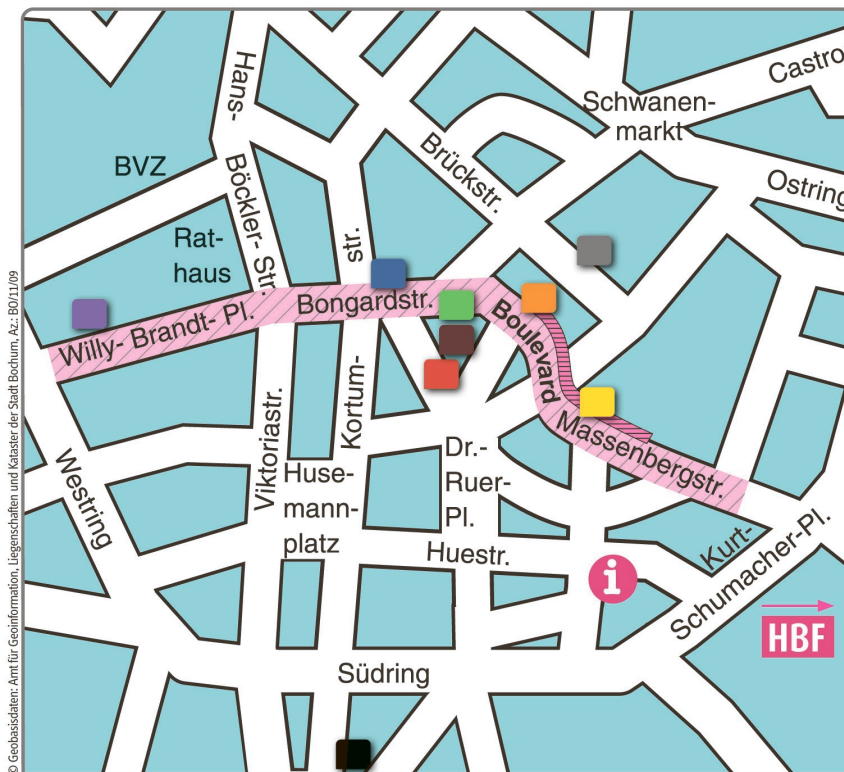 Castro
Schwanen-
markt
Hans-
BVZ
Böckler- Str.
Brückstr.
Ostring
Rat-
haus
str.
Bongardstr.
Willy- Brandt- Pl.
Boulevard
Massenbergstr.
Kortum-
Viktoriastr.
Westring
Huse-
mann-
platz
Dr.-
Ruer-
Pl.
Huestr.
Kurt-
Schumacher-Pl.
i
HBF
Südring
© Geobasisdaten: Amt für Geoinformation, Liegenschaften und Kataster der Stadt Bochum, Az.: BO/11/09